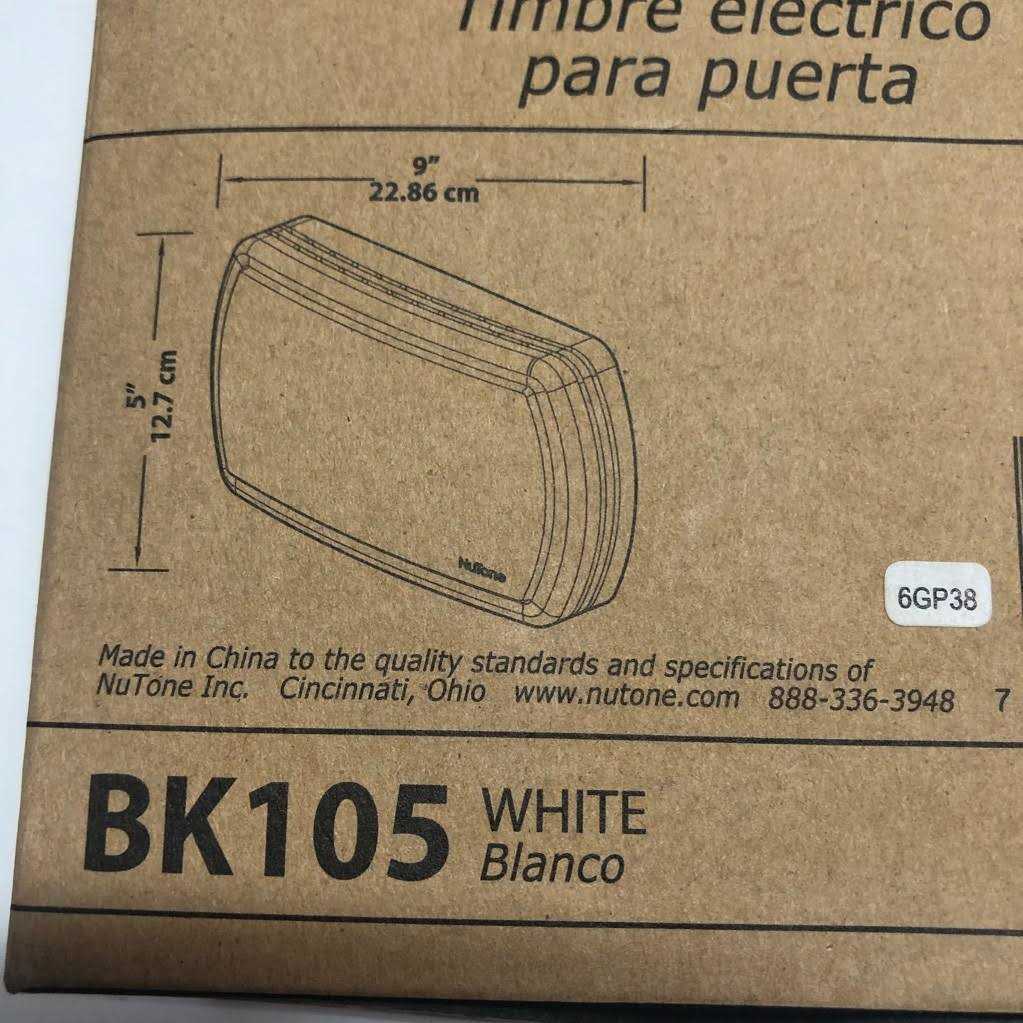 Timbre eléctrico
para puerta
9"
22.86 cm
5"
12.7 cm
NuTone
6GP38
Made in China to the quality standards and specifications of
NuTone Inc. Cincinnati, Ohio www.nutone.com 888-336-3948 7
BK105 WHITE
Blanco